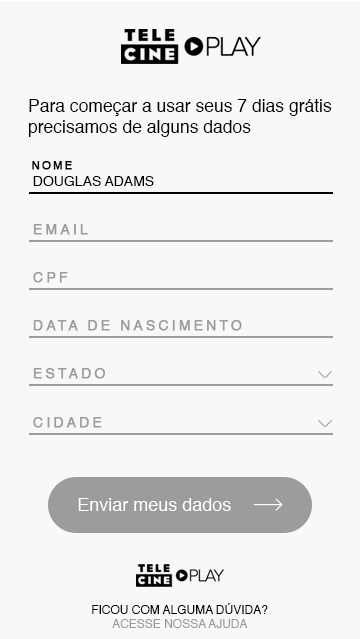 TELE
CINE PLAY
Para começar a usar seus 7 dias grátis
precisamos de alguns dados
NOME
DOUGLAS ADAMS
EMAIL
CPF
DATA DE NASCIMENTO
ESTADO
CIDADE
Enviar meus dados
TELE
CINE PLAY
FICOU COM ALGUMA DÚVIDA?
ACESSE NOSSA AJUDA